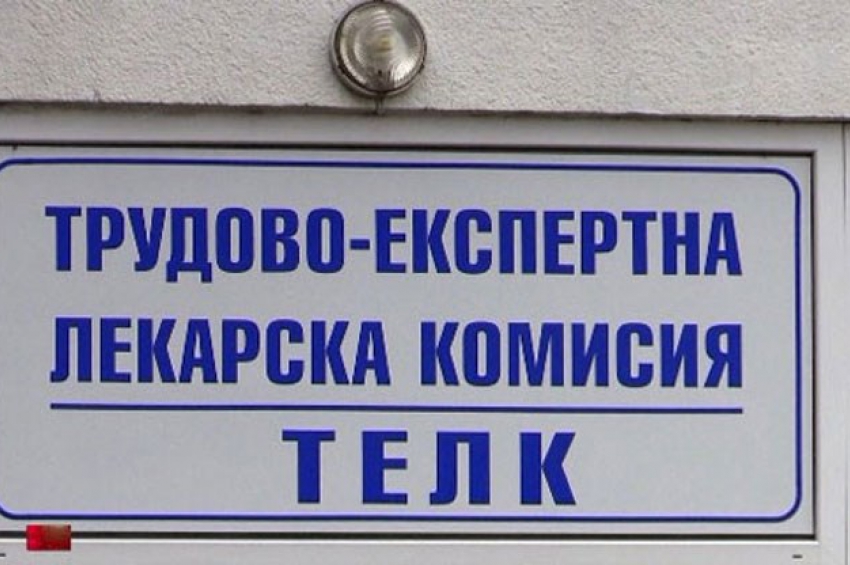 ТРУДОВО-ЕКСПЕРТНА
ЛЕКАРСКА КОМИСИЯ
ТЕЛК